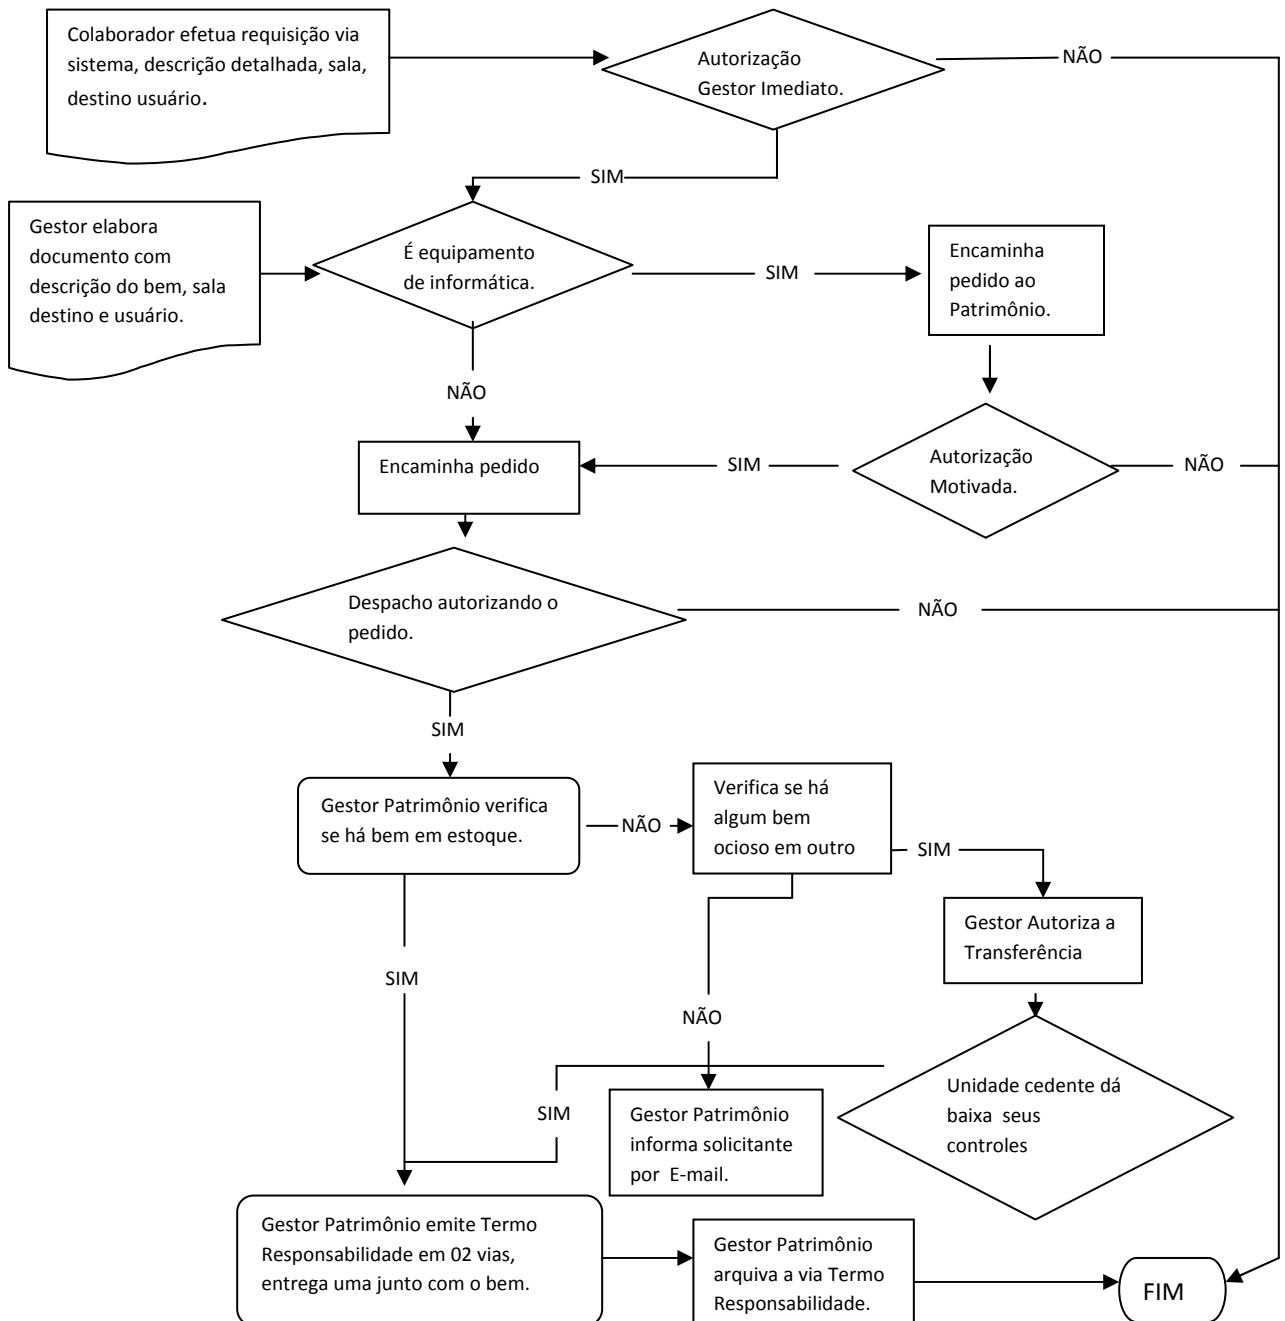 Colaborador efetua requisição via
sistema, descrição detalhada, sala,
destino usuário.
Autorização
Gestor Imediato.
NÃO
SIM
Gestor elabora
documento com
descrição do bem, sala
destino e usuário.
É equipamento
de informática.
SIM
Encaminha
pedido ao
Patrimônio.
NÃO
Encaminha pedido
SIM
Autorização
Motivada.
NÃO
Despacho autorizando o
pedido.
NÃO
SIM
Gestor Patrimônio verifica
se há bem em estoque.
NÃO
Verifica se há
algum bem
ocioso em outro
SIM
Gestor Autoriza a
Transferência
SIM
NÃO
Unidade cedente dá
baixa  seus
controles
SIM
Gestor Patrimônio
informa solicitante
por  E-mail.
Gestor Patrimônio emite Termo
Responsabilidade em 02 vias,
entrega uma junto com o bem.
Gestor Patrimônio
arquiva a via Termo
Responsabilidade.
FIM